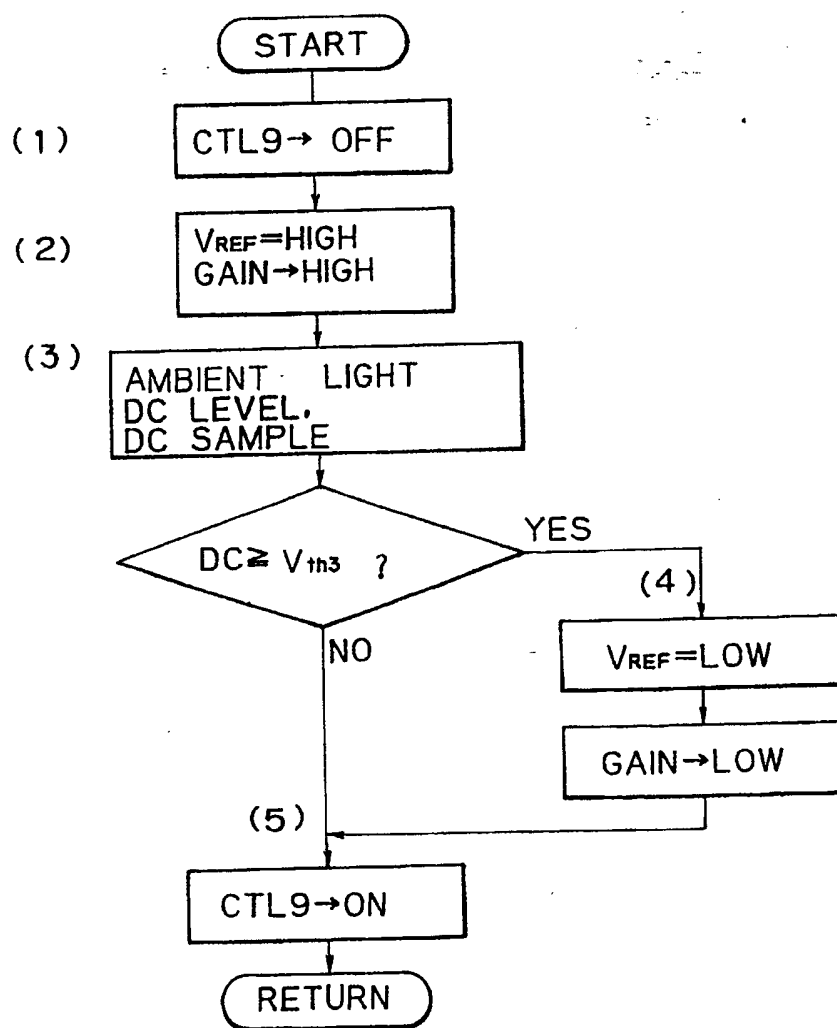 START
(1)
CTL9→ OFF
(2)
VREF=HIGH
GAIN→HIGH
(3)
AMBIENT LIGHT
DC LEVEL.
DC SAMPLE
DC≧ Vth3 ?
YES
NO
(4)
VREF=LOW
GAIN→LOW
(5)
CTL9→ON
RETURN